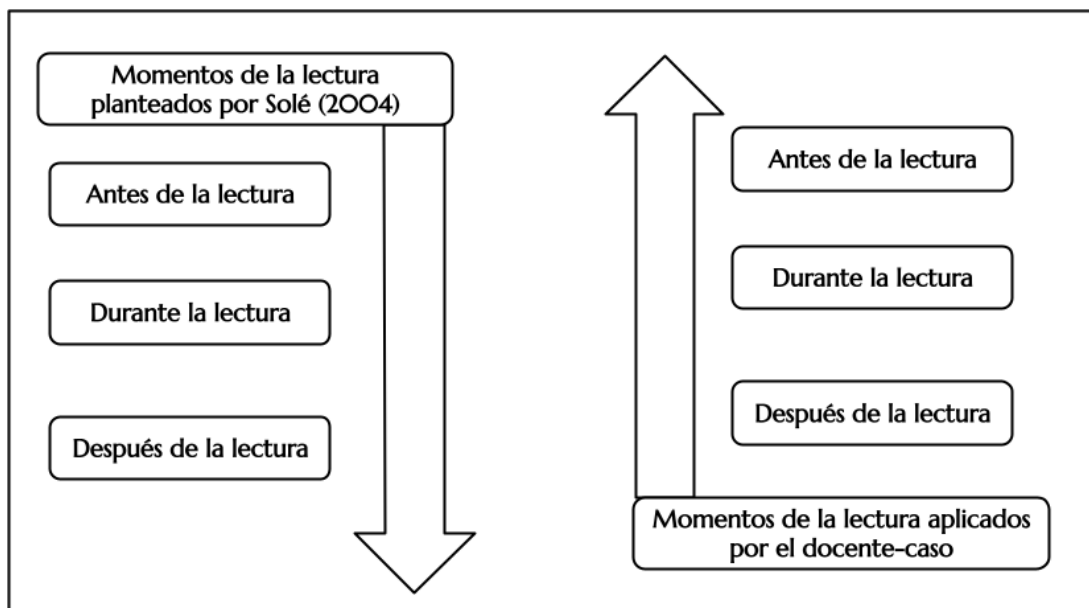 Momentos de la lectura
planteados por Solé (2004)
Antes de la lectura
Durante la lectura
Después de la lectura
Antes de la lectura
Durante la lectura
Después de la lectura
Momentos de la lectura aplicados
por el docente-caso